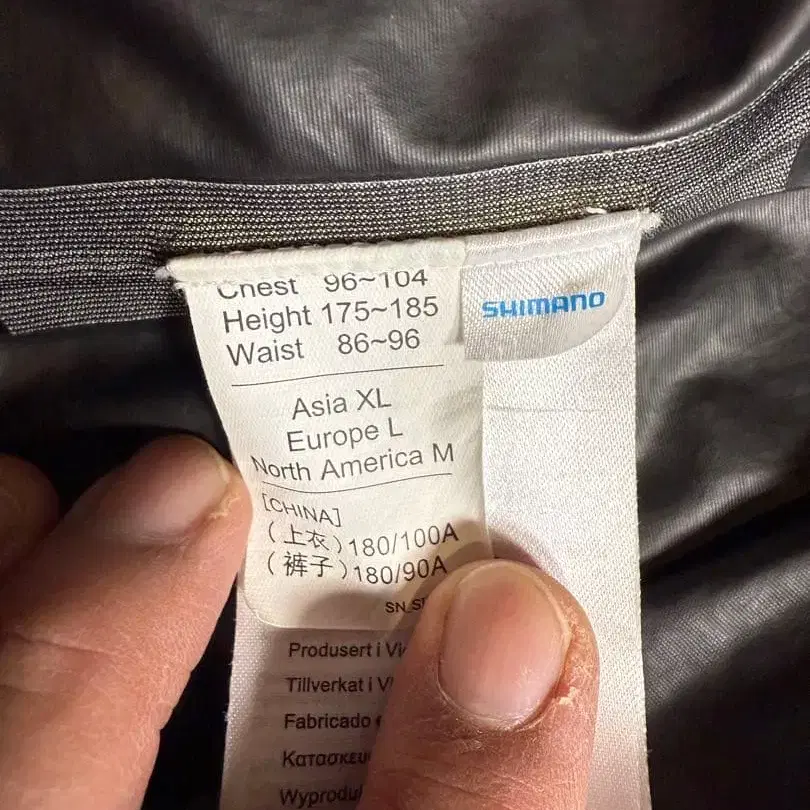 Chest 96~104
Height 175~185
Waist 86~96
SHIMANO
Asia XL
Europe L
North America M
[CHINA]
(上衣)180/100A
(裤子)180/90A
Produsert i
Tillverkat i
Fabricado